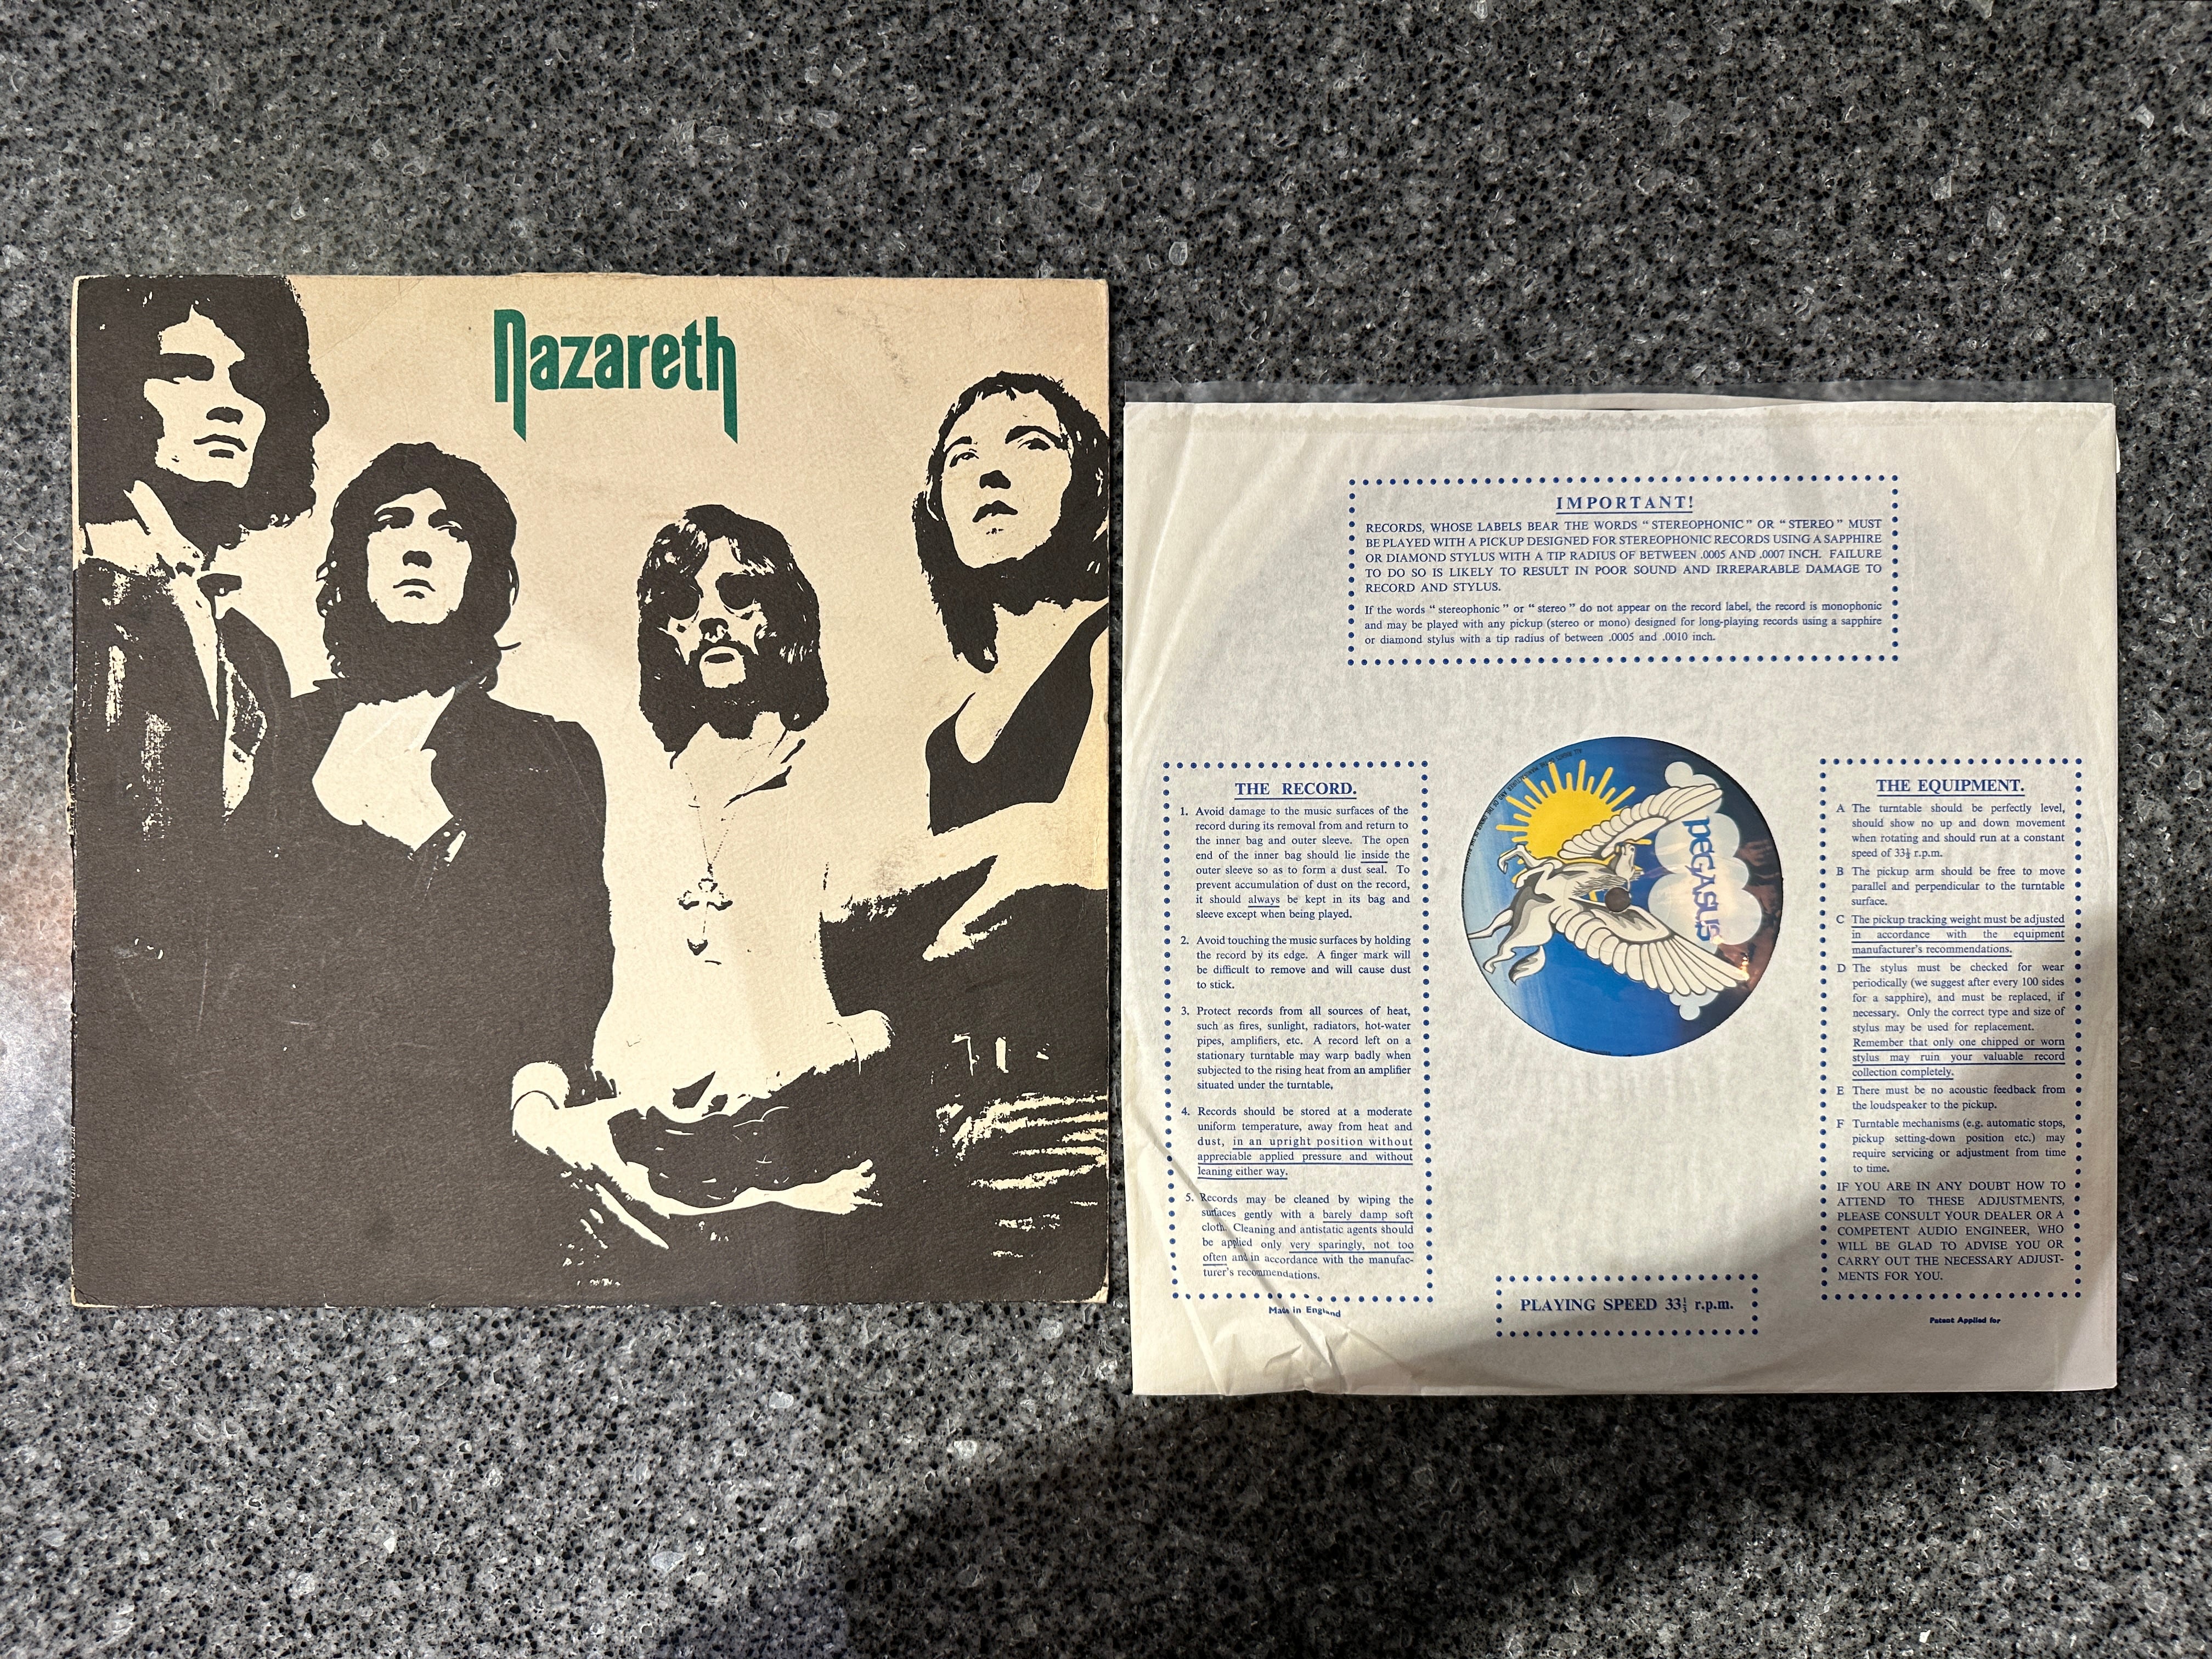 nazareth
IMPORTANT!
RECORDS, WHOSE LABELS BEAR THE WORDS “ STEREOPHONIC ” OR “ STEREO ” MUST
BE PLAYED WITH A PICKUP DESIGNED FOR STEREOPHONIC RECORDS USING A SAPPHIRE
OR DIAMOND STYLUS WITH A TIP RADIUS OF BETWEEN .0005 AND .0007 INCH. FAILURE
TO DO SO IS LIKELY TO RESULT IN POOR SOUND AND IRREPARABLE DAMAGE TO
RECORD AND STYLUS.
If the words “ stereophonic ” or “ stereo ” do not appear on the record label, the record is monophonic
and may be played with any pickup (stereo or mono) designed for long-playing records using a sapphire
or diamond stylus with a tip radius of between .0005 and .0010 inch.
THE RECORD.
1. Avoid damage to the music surfaces of the
record during its removal from and return to
the inner bag and outer sleeve. The open
end of the inner bag should lie inside the
outer sleeve so as to form a dust seal. To
prevent accumulation of dust on the record,
it should always be kept in its bag and
sleeve except when being played.
2. Avoid touching the music surfaces by holding
the record by its edge. A finger mark will
be difficult to remove and will cause dust
to stick.
3. Protect records from all sources of heat,
such as fires, sunlight, radiators, hot-water
pipes, amplifiers, etc. A record left on a
stationary turntable may warp badly when
subjected to the rising heat from an amplifier
situated under the turntable,
4. Records should be stored at a moderate
uniform temperature, away from heat and
dust, in an upright position without
appreciable applied pressure and without
leaning either way.
5. Records may be cleaned by wiping the
surfaces gently with a barely damp soft
cloth. Cleaning and antistatic agents should
be applied only very sparingly, not too
often and in accordance with the manufac-
turer's recommendations.
Made in England
PEGASUS
PLAYING SPEED 33⅓ r.p.m.
THE EQUIPMENT.
A The turntable should be perfectly level,
should show no up and down movement
when rotating and should run at a constant
speed of 33⅓ r.p.m.
B The pickup arm should be free to move
parallel and perpendicular to the turntable
surface.
C The pickup tracking weight must be adjusted
in accordance with the equipment
manufacturer's recommendations.
D The stylus must be checked for wear
periodically (we suggest after every 100 sides
for a sapphire), and must be replaced, if
necessary. Only the correct type and size of
stylus may be used for replacement.
Remember that only one chipped or worn
stylus may ruin your valuable record
collection completely.
E There must be no acoustic feedback from
the loudspeaker to the pickup.
F Turntable mechanisms (e.g. automatic stops,
pickup setting-down position etc.) may
require servicing or adjustment from time
to time.
IF YOU ARE IN ANY DOUBT HOW TO
ATTEND TO THESE ADJUSTMENTS,
PLEASE CONSULT YOUR DEALER OR A
COMPETENT AUDIO ENGINEER, WHO
WILL BE GLAD TO ADVISE YOU OR
CARRY OUT THE NECESSARY ADJUST-
MENTS FOR YOU.
Patent Applied for